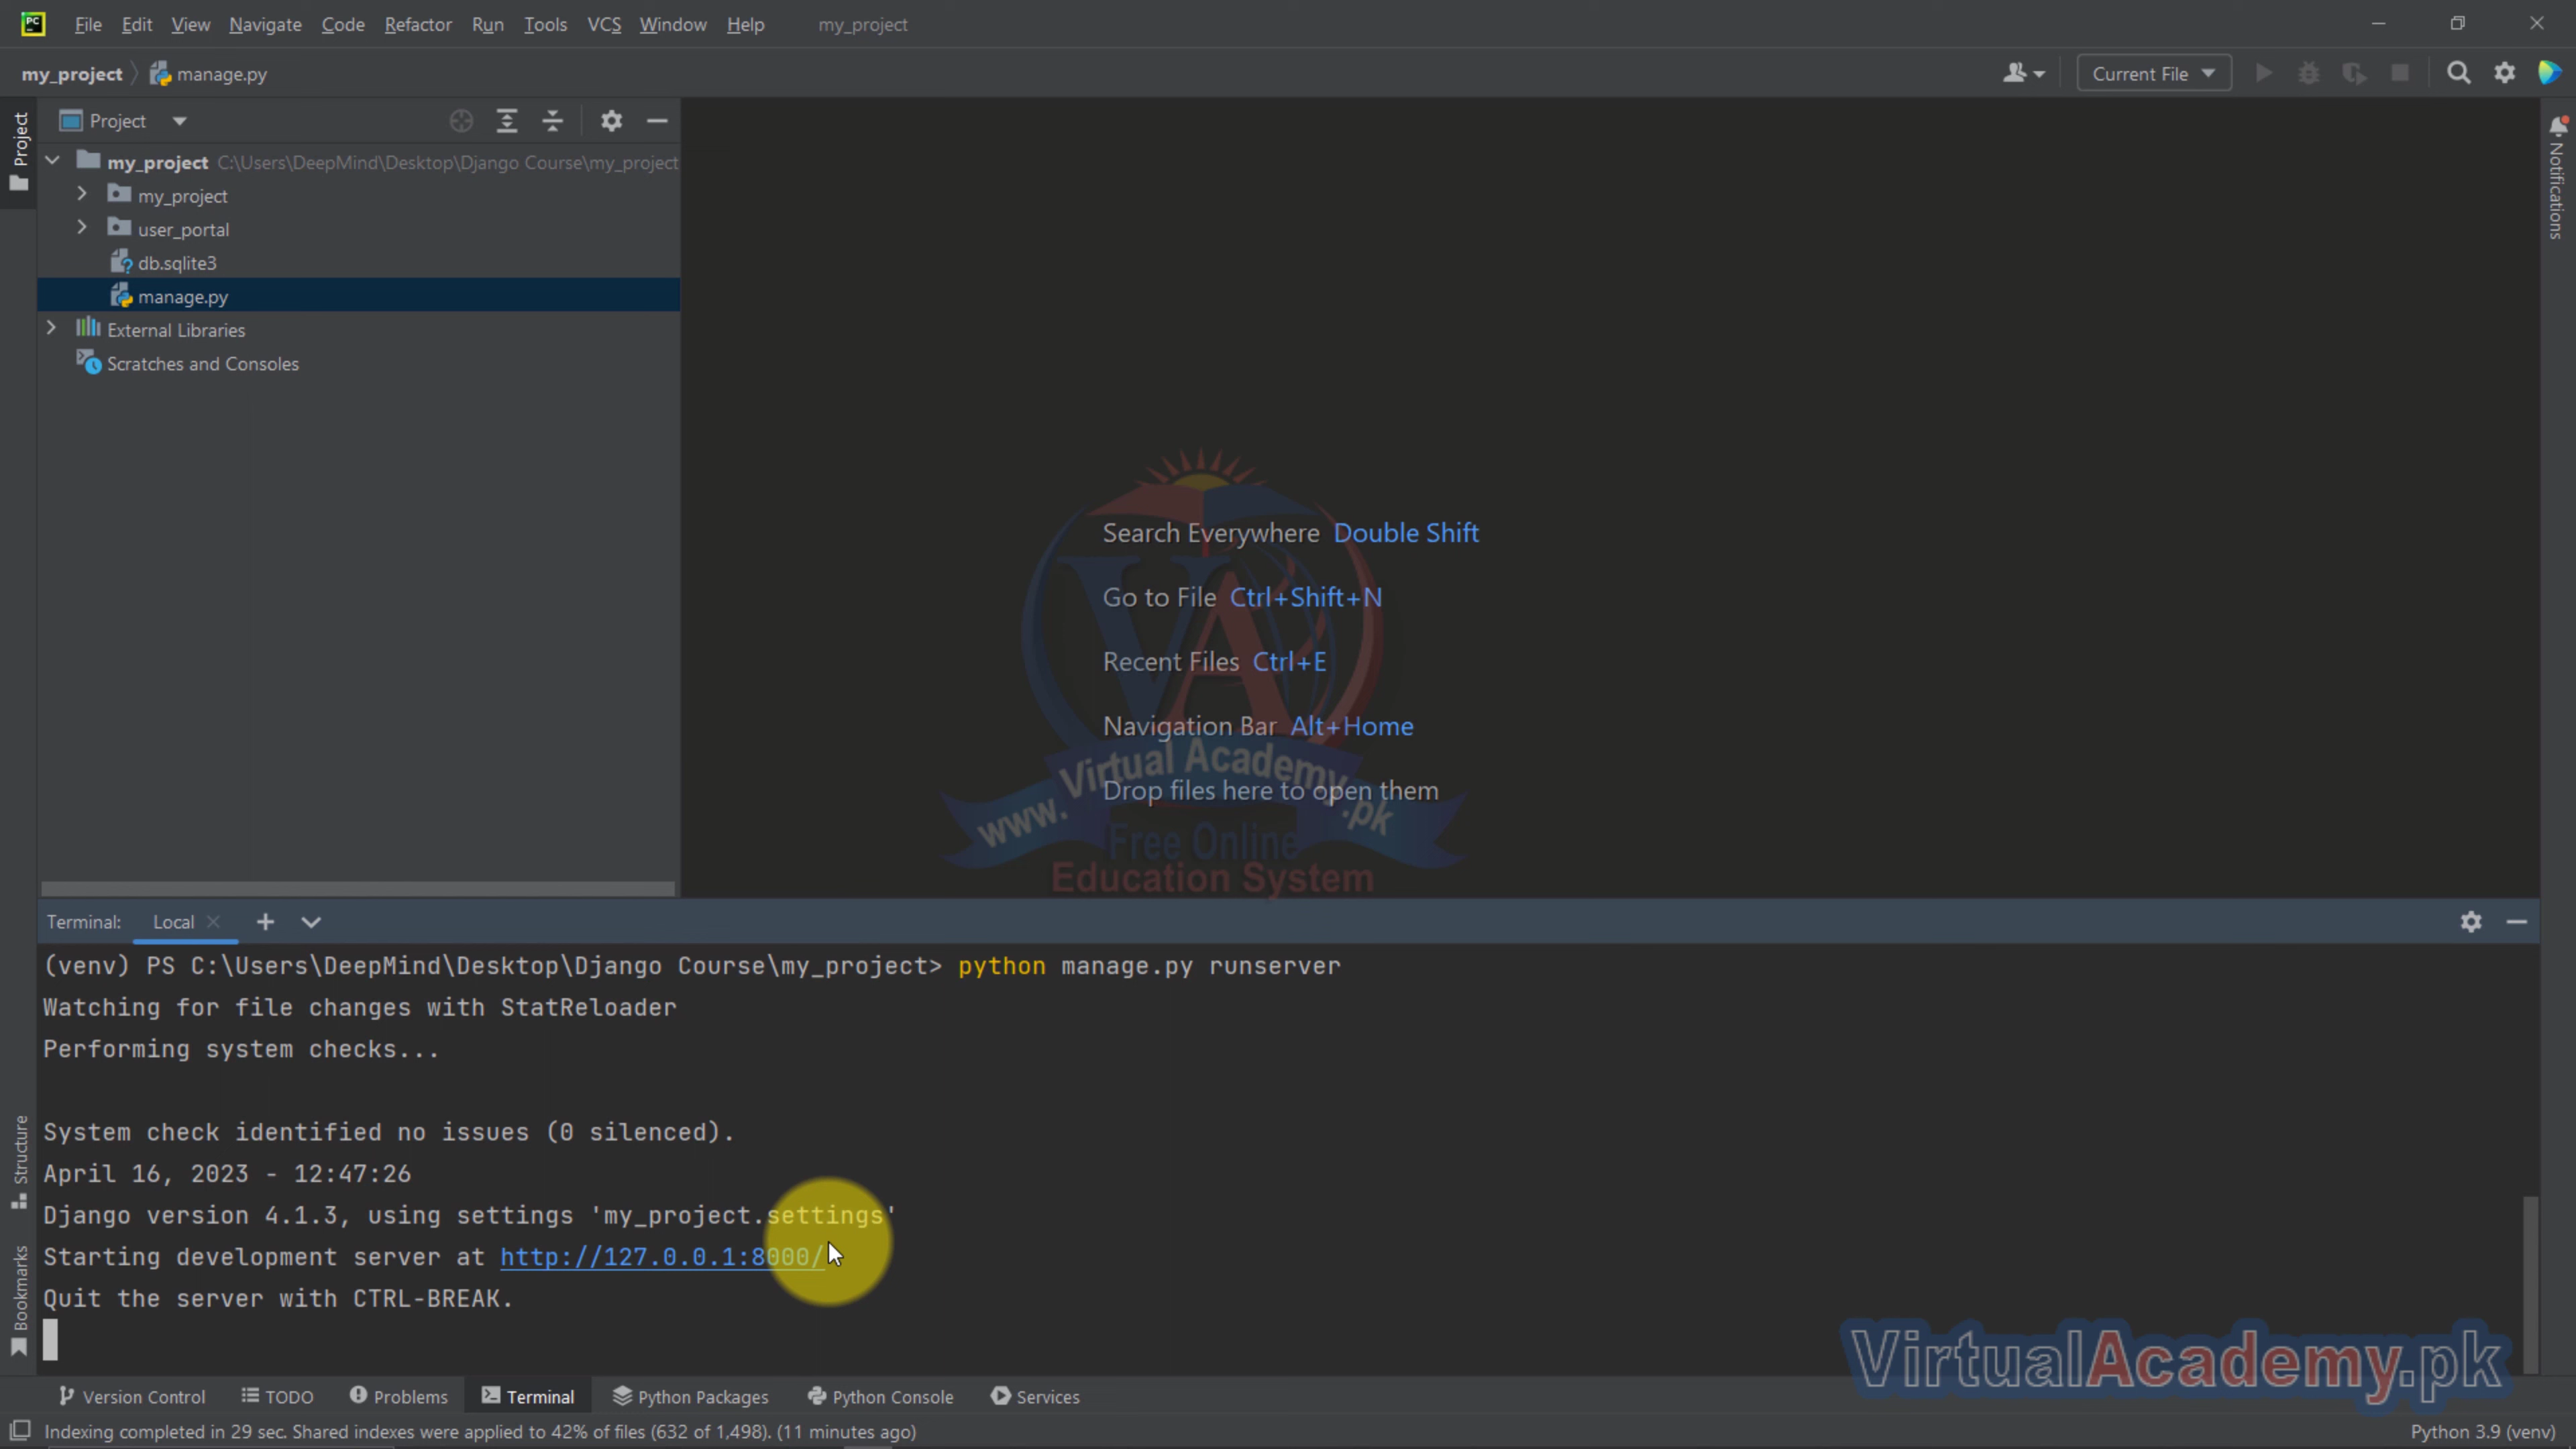 File Edit View Navigate Code Refactor Run Tools VCS Window Help my_project
my_project manage.py
Current File
Project
Project
my_project C:\Users\DeepMind\Desktop\Django Course\my_project
my_project
user_portal
db.sqlite3
manage.py
External Libraries
Scratches and Consoles
Notifications
Search Everywhere Double Shift
Go to File Ctrl+Shift+N
Recent Files Ctrl+E
Navigation Bar Alt+Home
Drop files here to open them
VA
www.Virtual Academy.pk
Free Online
Education System
Terminal: Local
(venv) PS C:\Users\DeepMind\Desktop\Django Course\my_project> python manage.py runserver
Watching for file changes with StatReloader
Performing system checks...
System check identified no issues (0 silenced).
April 16, 2023 - 12:47:26
Django version 4.1.3, using settings 'my_project.settings'
Starting development server at http://127.0.0.1:8000/
Quit the server with CTRL-BREAK.
Structure
Bookmarks
VirtualAcademy.pk
Version Control TODO Problems Terminal Python Packages Python Console Services
Indexing completed in 29 sec. Shared indexes were applied to 42% of files (632 of 1,498). (11 minutes ago)
Python 3.9 (venv)